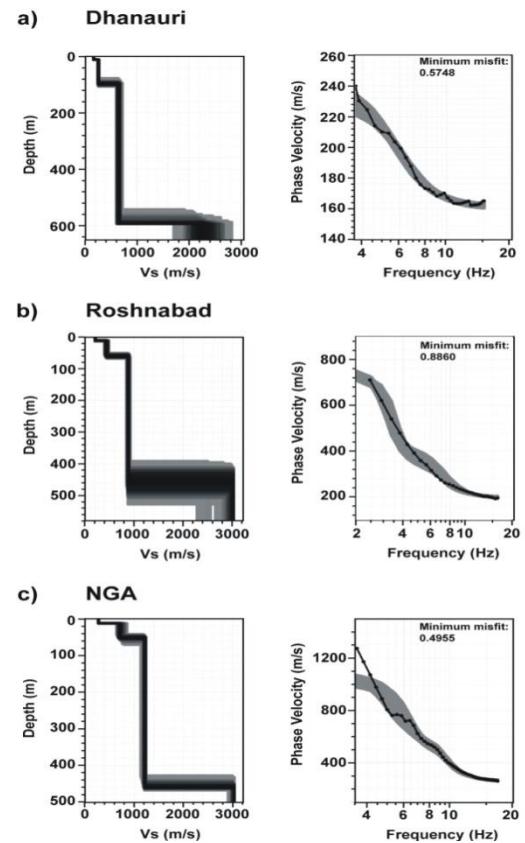 a) Dhanauri
0
200
400
600
Depth (m)
0 1000 2000 3000
Vs (m/s)
Minimum misfit:
0.5748
260
240
220
200
180
160
140
Phase Velocity (m/s)
4 6 8 12 20
Frequency (Hz)
b) Roshnabad
0
100
200
300
400
500
Depth (m)
0 1000 2000 3000
Vs (m/s)
Minimum misfit:
0.8860
800
600
400
200
Phase Velocity (m/s)
2 4 6 8 10 20
Frequency (Hz)
c) NGA
0
100
200
300
400
500
Depth (m)
0 1000 2000 3000
Vs (m/s)
Minimum misfit:
0.4955
1200
800
400
Phase Velocity (m/s)
4 6 8 10 20
Frequency (Hz)